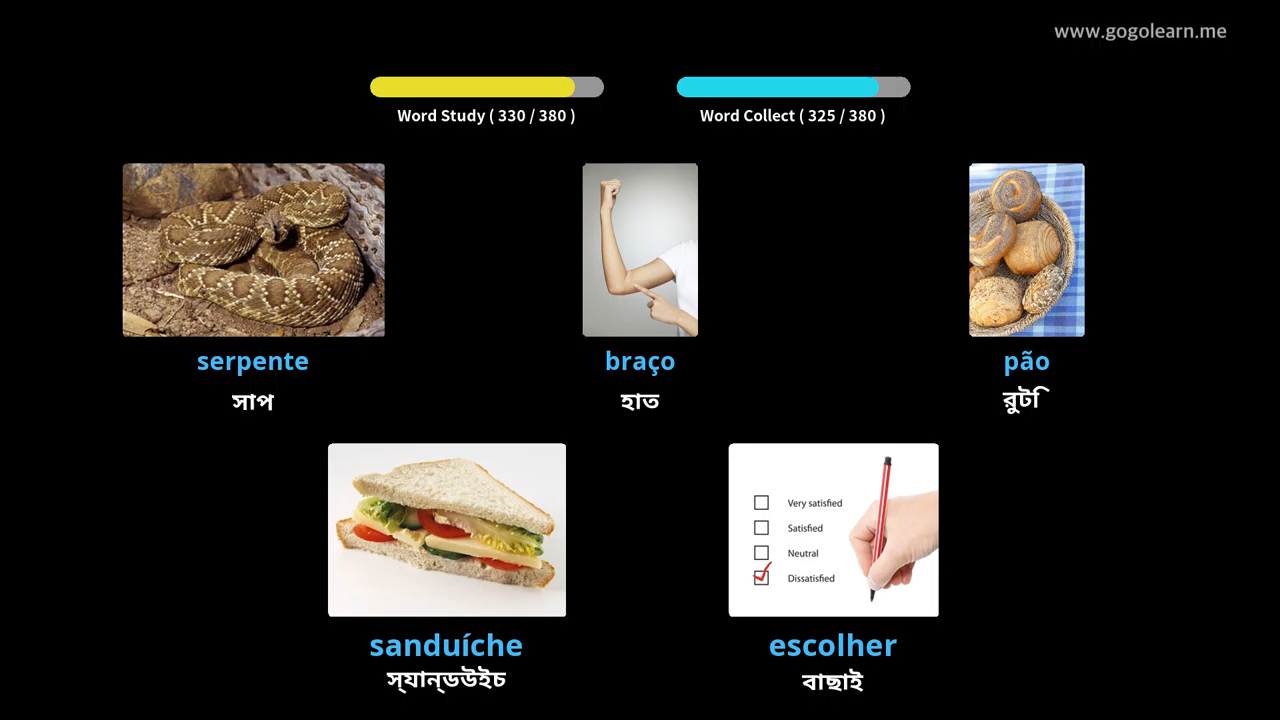 www.gogolearn.me
Word Study ( 330 / 380 )
Word Collect ( 325 / 380 )
serpente
braço
pão
সাপ
হাত
রুটি
Very satisfied
Satisfied
Neutral
Dissatisfied
sanduíche
escolher
স্যান্ডউইচ
বাছাই